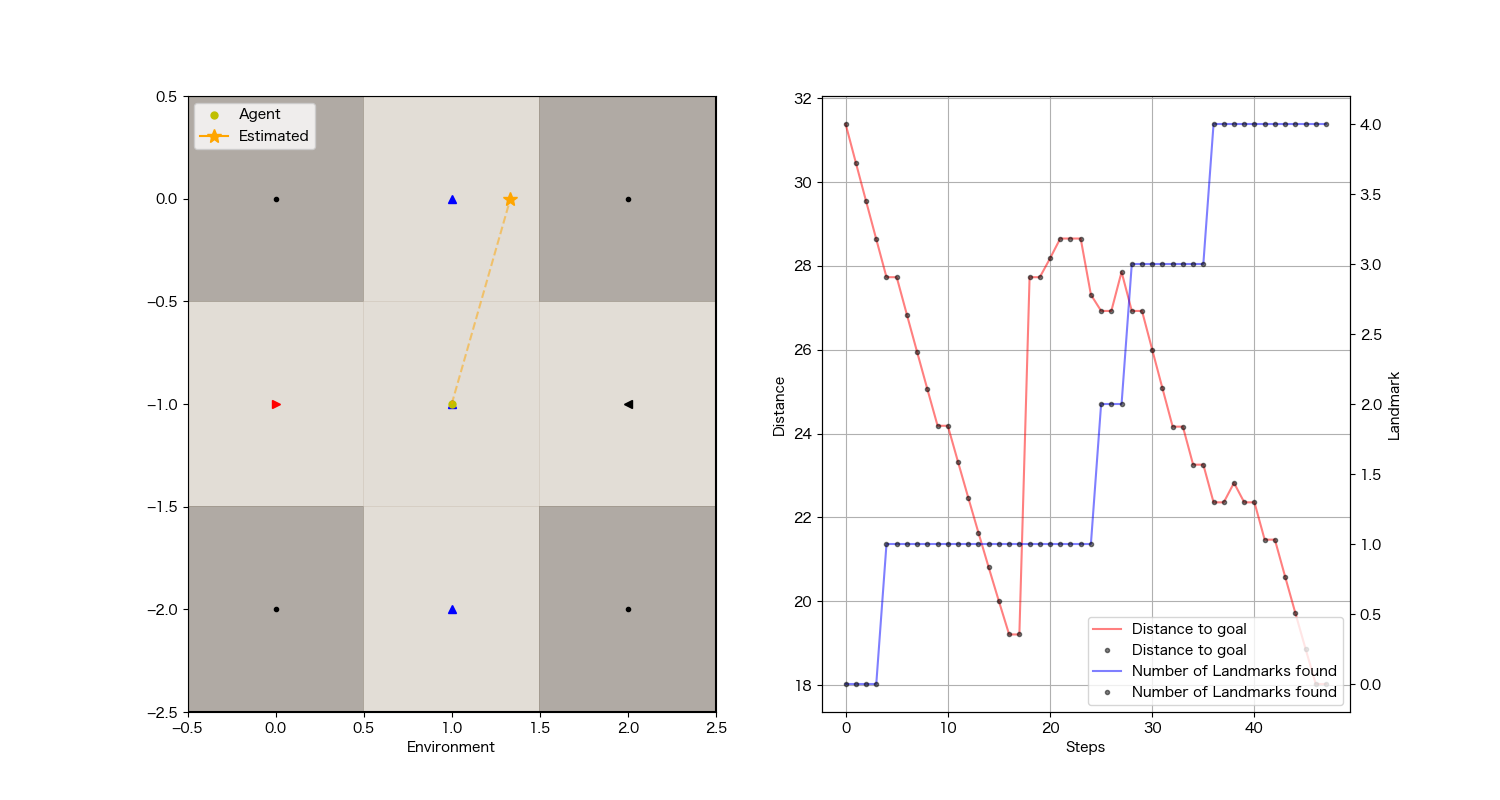 0.5
0.0
−0.5
−1.0
−1.5
−2.0
−2.5
Agent
Estimated
−0.5 0.0 0.5 1.0 1.5 2.0 2.5
Environment
32
30
28
26
24
22
20
18
Distance
4.0
3.5
3.0
2.5
2.0
1.5
1.0
0.5
0.0
Landmark
Distance to goal
Distance to goal
Number of Landmarks found
Number of Landmarks found
0 10 20 30 40
Steps